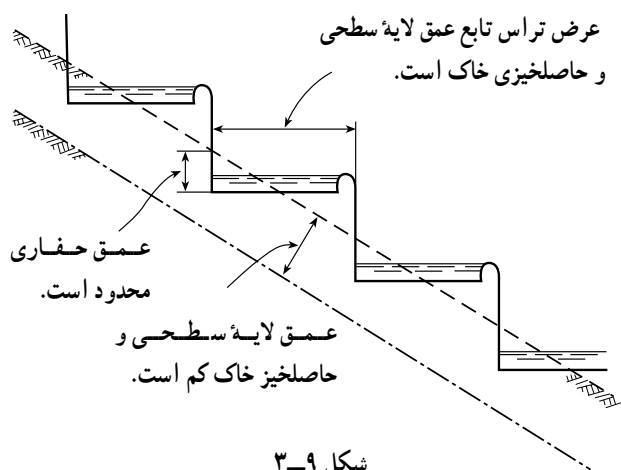 عرض تراس تابع عمق لایهٔ سطحی
و حاصلخیزی خاک است.
عمق حفاری
محدود است.
عمق لایهٔ سطحی و
حاصلخیز خاک کم است.
شکل ۹ــ۳